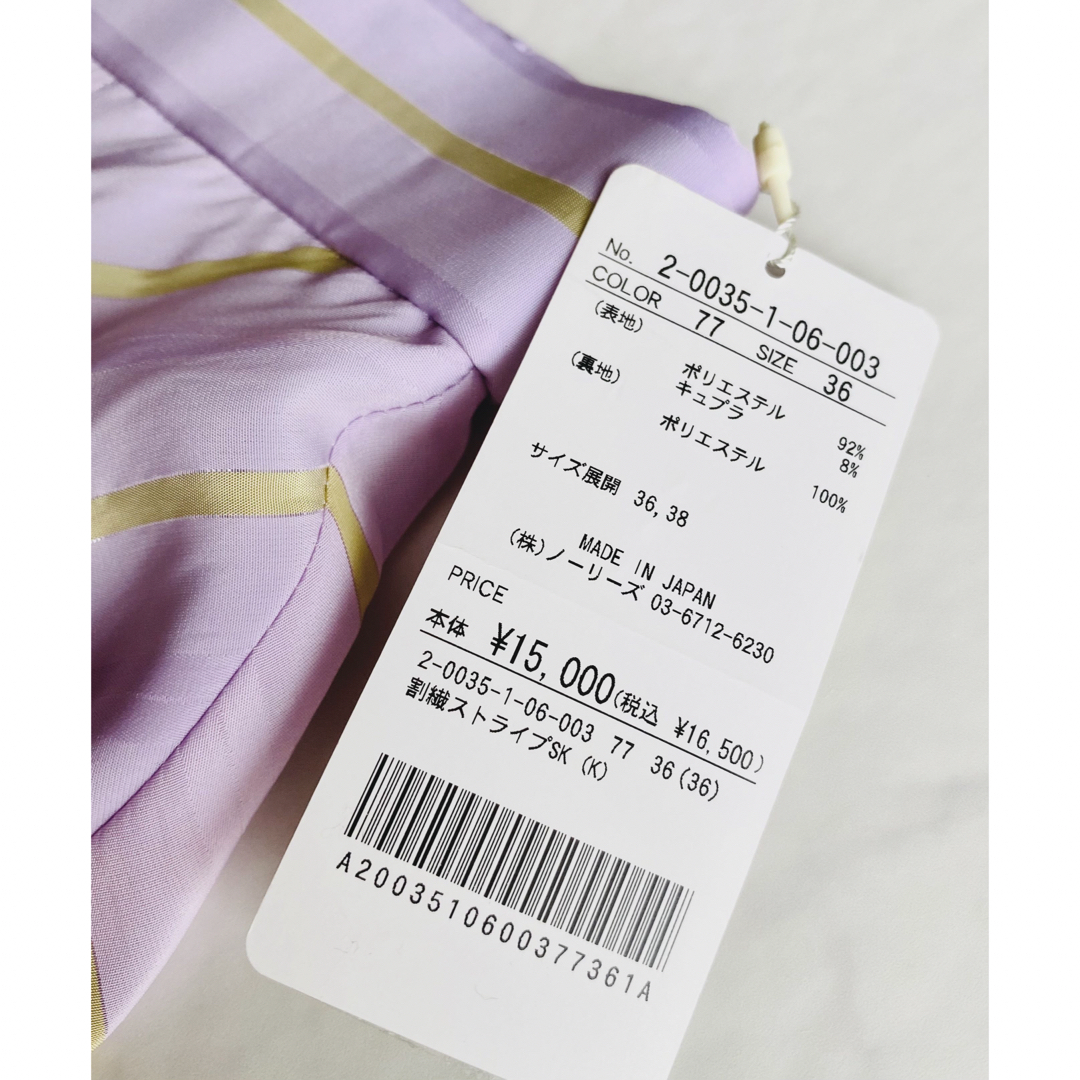 No. 2-0035-1-06-003
COLOR 77 SIZE 36
(表地) ポリエステル 92%
キュプラ 8%
(裏地) ポリエステル 100%
サイズ展開 36,38
MADE IN JAPAN
(株)ノーリーズ 03-6712-6230
PRICE
本体 ¥15,000(税込 ¥16,500)
2-0035-1-06-003 77 36(36)
割繊ストライプSK (K)
A200351060037736​1A